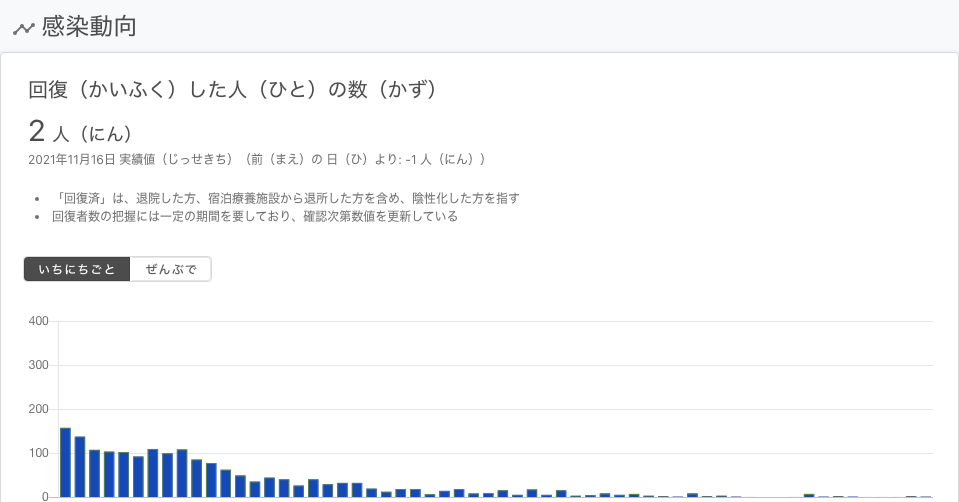 感染動向
回復（かいふく）した人（ひと）の数（かず）
2 人（にん）
2021年11月16日 実績値（じっせきち）（前（まえ）の 日（ひ）より: -1 人（にん））
• 「回復済」は、退院した方、宿泊療養施設から退所した方を含め、陰性化した方を指す
• 回復者数の把握には一定の期間を要しており、確認次第数値を更新している
いちにちごと ぜんぶで
400
300
200
100
0